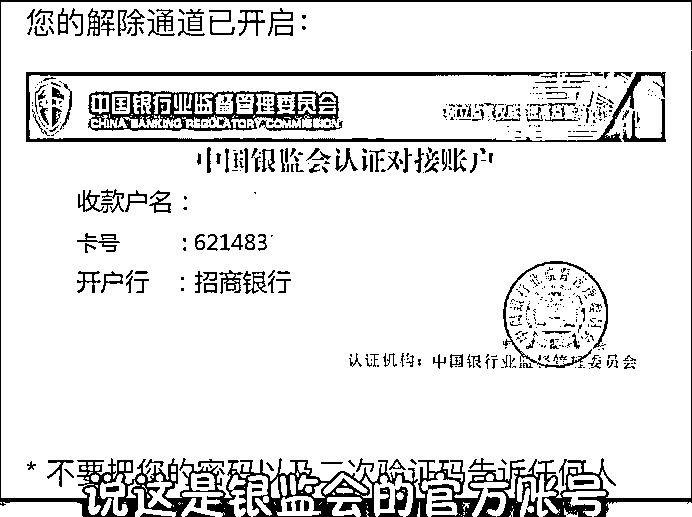 您的解除通道已开启：
中国银行业监督管理委员会
CHINA BANKING REGULATORY COMMISSION
中国银监会认证对接账户
收款户名：
卡号：621483
开户行：招商银行
认证机构：中国银行业监督管理委员会
* 不要把您的密码以及二次验证码告诉任何人
说这是银监会的官方账号